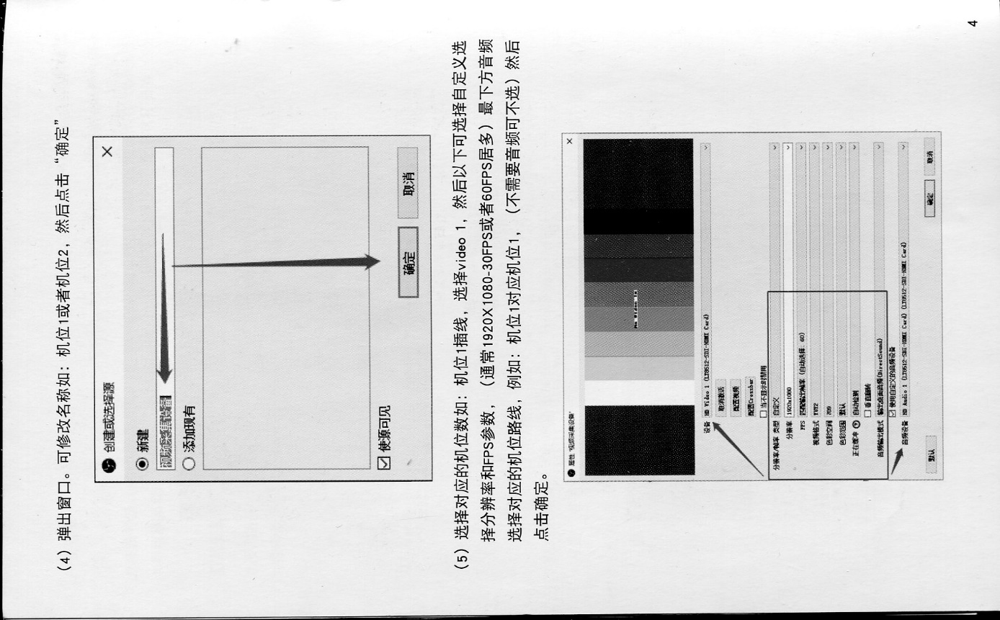 (4) 弹出窗口。可修改名称如：机位1或者机位2，然后点击“确定”
创建或选择源
新建
视频采集设备
添加现有
使源可见
确定
取消
(5) 选择对应的机位数如：机位1插线，选择video 1，然后以下可选择自定义选
择分辨率和FPS参数，（通常1920X1080-30FPS或者60FPS居多）最下方音频
选择对应的机位路线，例如：机位1对应机位1，（不需要音频可不选）然后
点击确定。
属性 '视频采集设备'
No Video In
设备 HD Video 1 (LT8512-SDI-HDMI Card)
取消激活
配置视频
配置Crossbar
当不显示时禁用
分辨率/帧率 类型 自定义
分辨率 1920x1080
FPS 匹配输出帧率 (自动选择: 60)
视频格式 YUY2
色彩空间 709
色彩范围 默认
正在缓冲 自动检测
垂直翻转
音频输出模式 输出桌面音频(DirectSound)
使用自定义的音频设备
音频设备 HD Audio 1 (LT8512-SDI-HDMI Card) (LT8512-SDI-HDMI Card)
默认
确定
取消
4